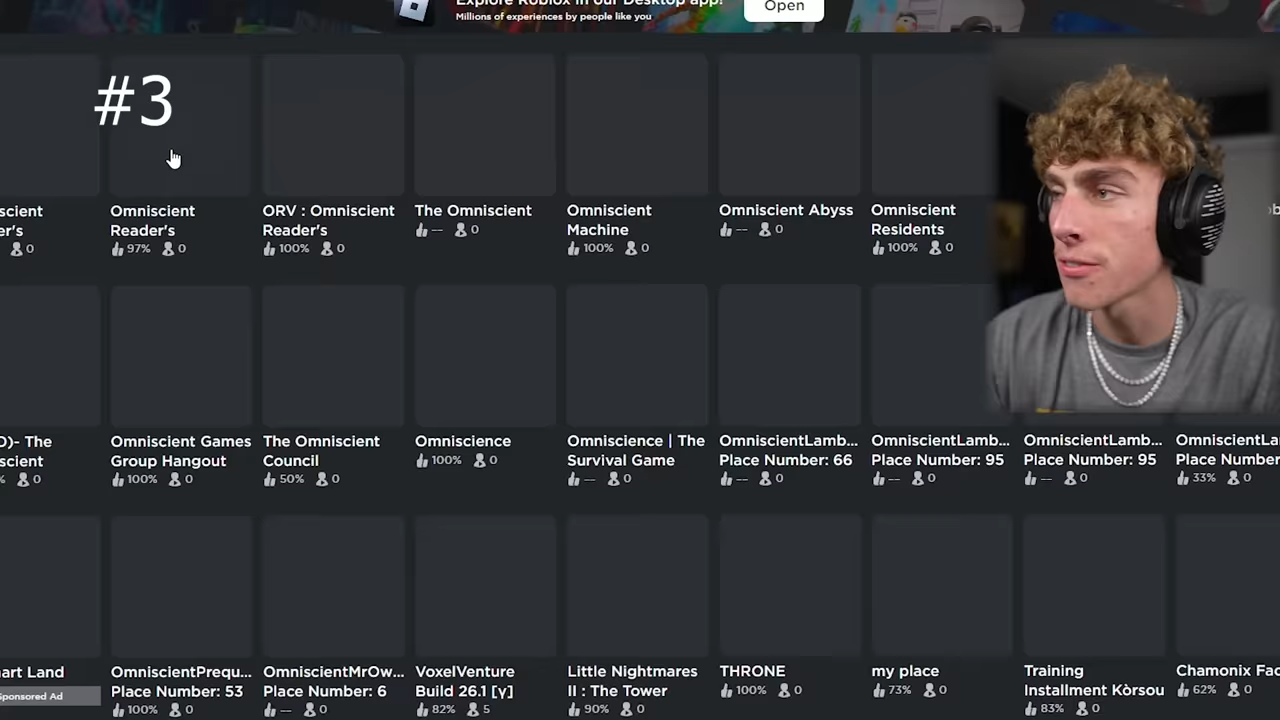 Explore Roblox in our Desktop app!
Millions of experiences by people like you
Open
#3
scient
er's
0
Omniscient
Reader's
97% 0
ORV : Omniscient
Reader's
100% 0
The Omniscient
-- 0
Omniscient
Machine
100% 0
Omniscient Abyss
-- 0
Omniscient
Residents
100% 0
O)- The
scient
% 0
Omniscient Games
Group Hangout
100% 0
The Omniscient
Council
50% 0
Omniscience
100% 0
Omniscience | The
Survival Game
-- 0
OmniscientLamb...
Place Number: 66
-- 0
OmniscientLamb...
Place Number: 95
-- 0
OmniscientLamb...
Place Number: 95
-- 0
OmniscientLa
Place Number
33% 0
art Land
Sponsored Ad
OmniscientPrequ...
Place Number: 53
100% 0
OmniscientMrOw...
Place Number: 6
-- 0
VoxelVenture
Build 26.1 [γ]
82% 5
Little Nightmares
II : The Tower
90% 0
THRONE
100% 0
my place
73% 0
Training
Installment Kòrsou
83% 0
Chamonix Fac
62% 0